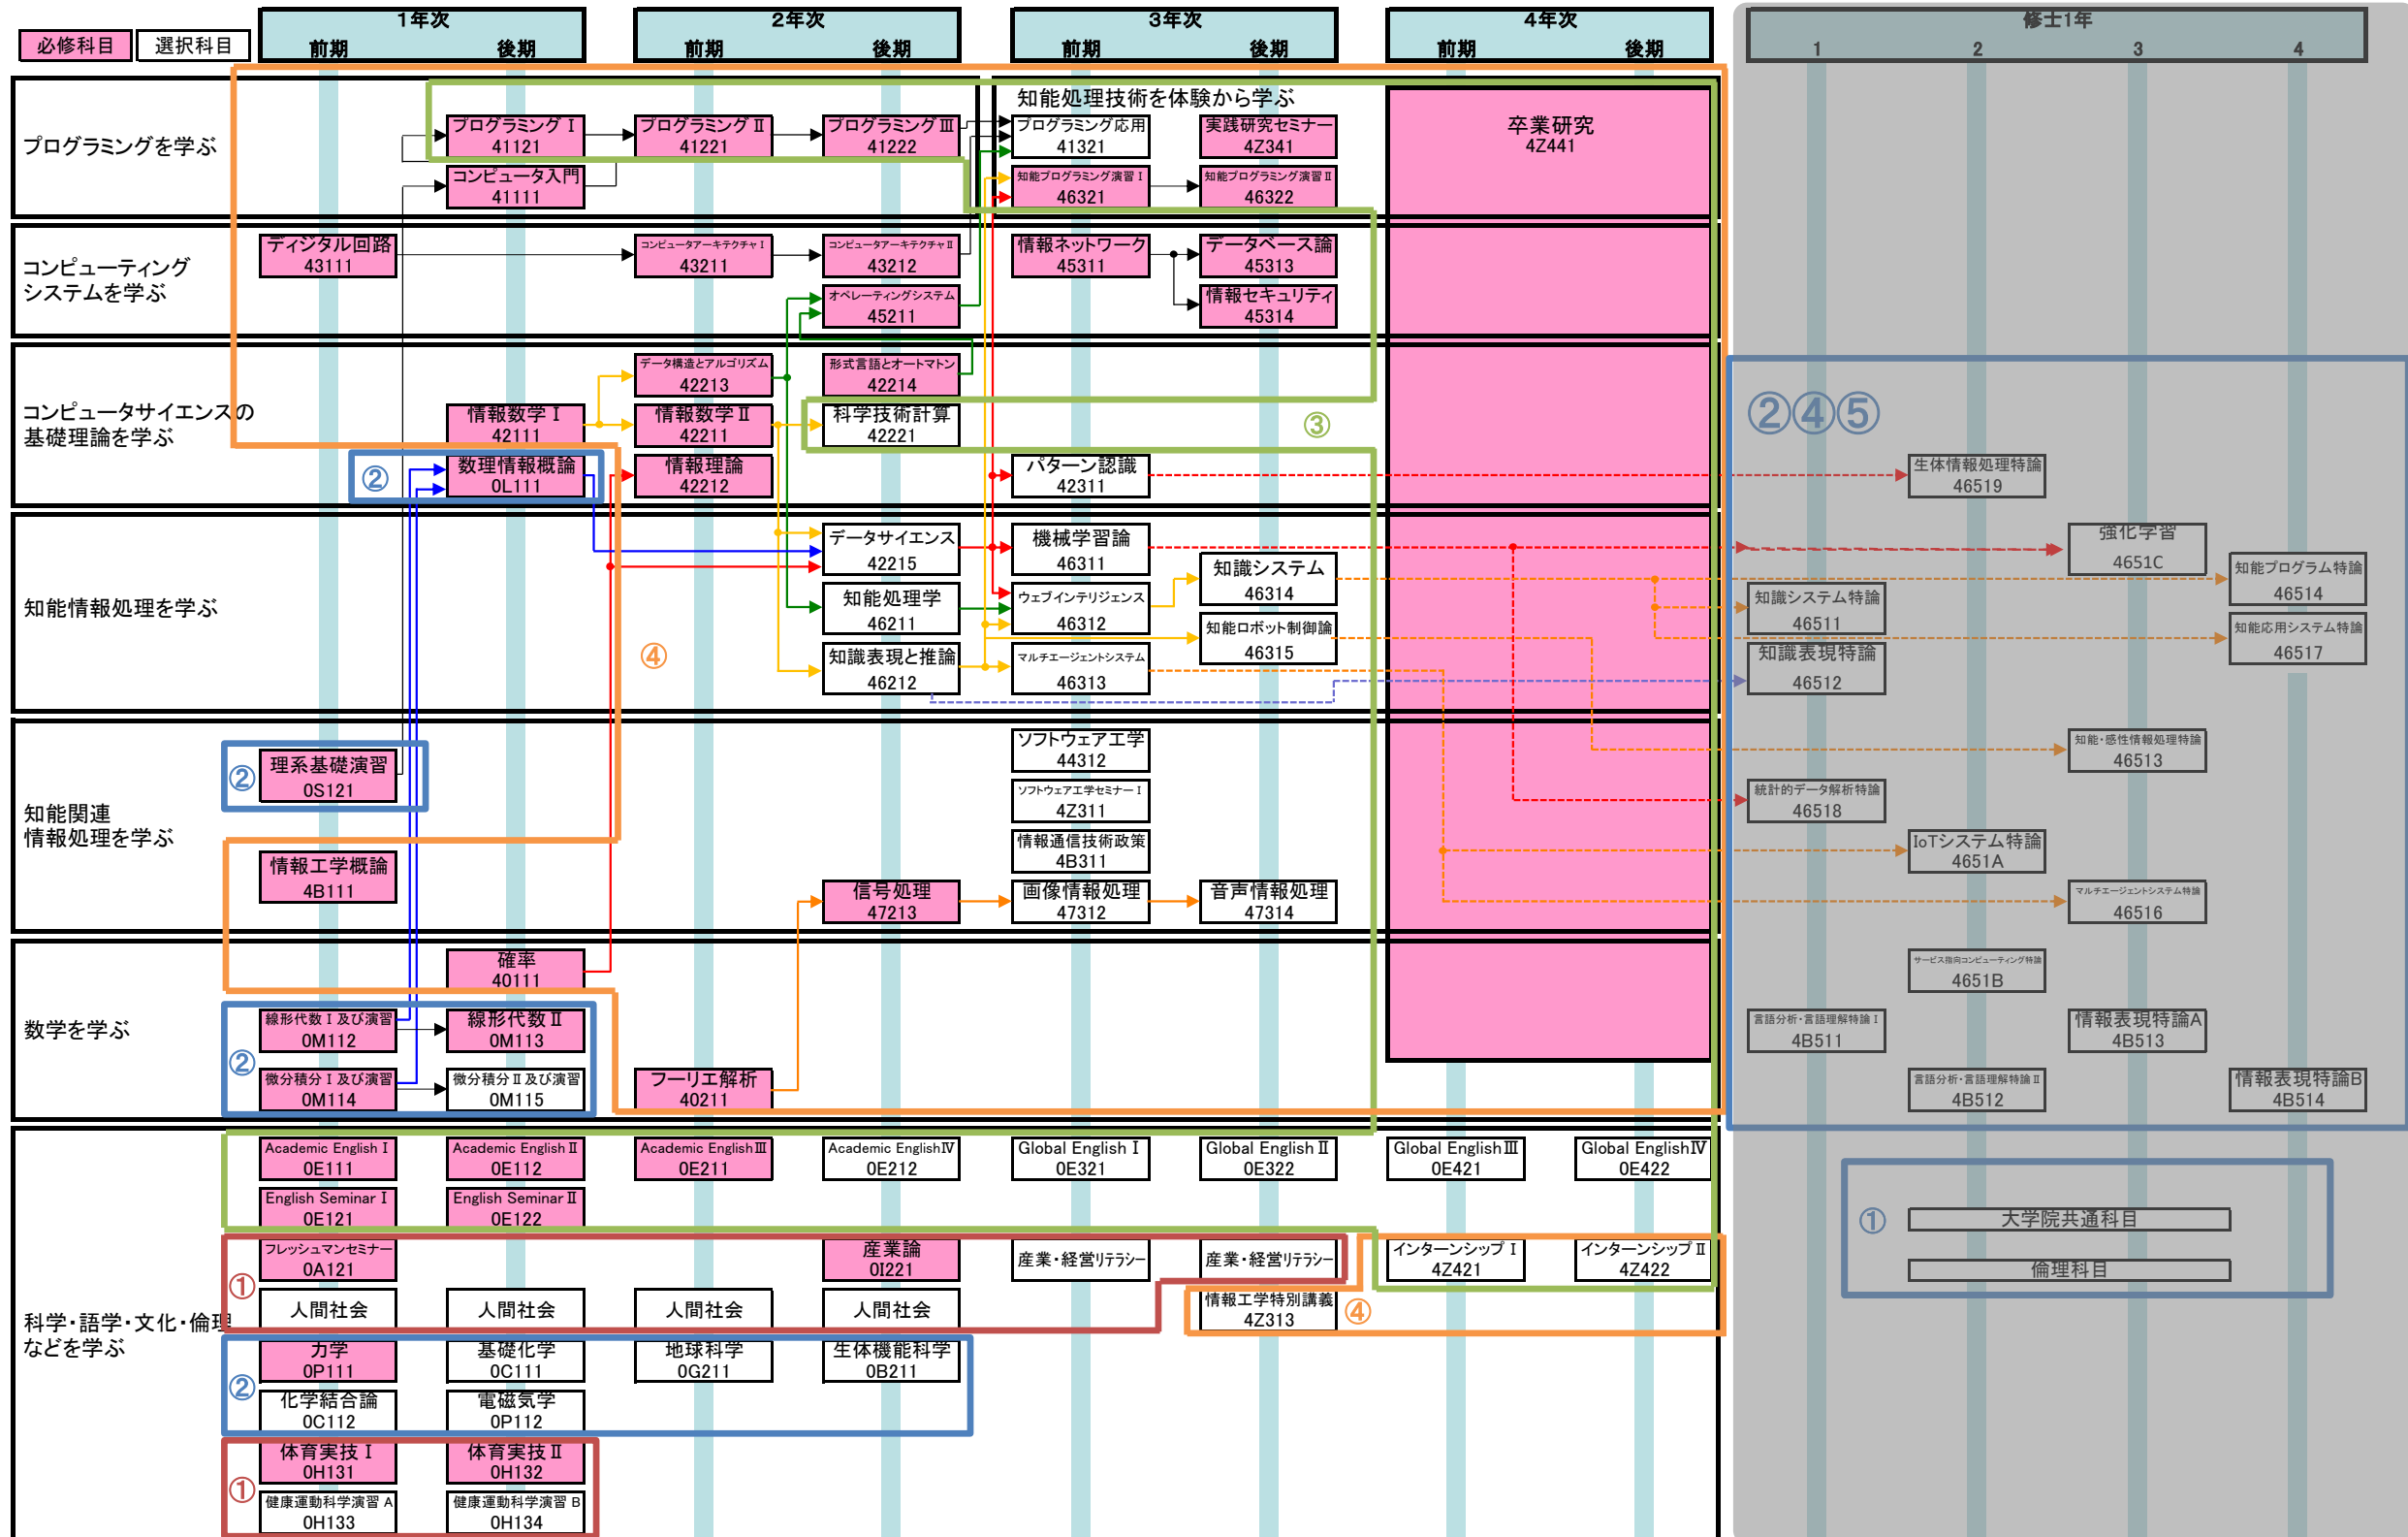 必修科目
選択科目
1年次
前期 後期
2年次
前期 後期
3年次
前期 後期
4年次
前期 後期
修士1年
1 2 3 4
プログラミングを学ぶ
知能処理技術を体験から学ぶ
プログラミングⅠ
41121
プログラミングⅡ
41221
プログラミングⅢ
41222
プログラミング応用
41321
実践研究セミナー
4Z341
卒業研究
4Z441
コンピュータ入門
41111
知能プログラミング演習Ⅰ
46321
知能プログラミング演習Ⅱ
46322
コンピューティング
システムを学ぶ
ディジタル回路
43111
コンピュータアーキテクチャⅠ
43211
コンピュータアーキテクチャⅡ
43212
情報ネットワーク
45311
データベース論
45313
オペレーティングシステム
45211
情報セキュリティ
45314
コンピュータサイエンスの
基礎理論を学ぶ
データ構造とアルゴリズム
42213
形式言語とオートマトン
42214
情報数学Ⅰ
42111
情報数学Ⅱ
42211
科学技術計算
42221
③
②④⑤
②
数理情報概論
0L111
情報理論
42212
パターン認識
42311
生体情報処理特論
46519
知能情報処理を学ぶ
データサイエンス
42215
機械学習論
46311
知識システム
46314
強化学習
4651C
知能プログラム特論
46514
知能処理学
46211
ウェブインテリジェンス
46312
知能ロボット制御論
46315
知識システム特論
46511
知能応用システム特論
46517
④
知識表現と推論
46212
マルチエージェントシステム
46313
知識表現特論
46512
知能関連
情報処理を学ぶ
②
理系基礎演習
0S121
ソフトウェア工学
44312
知能・感性情報処理特論
46513
ソフトウェア工学セミナーⅠ
4Z311
統計的データ解析特論
46518
情報工学概論
4B111
情報通信技術政策
4B311
IoTシステム特論
4651A
信号処理
47213
画像情報処理
47312
音声情報処理
47314
マルチエージェントシステム特論
46516
数学を学ぶ
確率
40111
サービス指向コンピューティング特論
4651B
②
線形代数Ⅰ及び演習
0M112
線形代数Ⅱ
0M113
言語分析・言語理解特論Ⅰ
4B511
情報表現特論A
4B513
微分積分Ⅰ及び演習
0M114
微分積分Ⅱ及び演習
0M115
フーリエ解析
40211
言語分析・言語理解特論Ⅱ
4B512
情報表現特論B
4B514
科学・語学・文化・倫理
などを学ぶ
Academic EnglishⅠ
0E111
Academic EnglishⅡ
0E112
Academic EnglishⅢ
0E211
Academic EnglishⅣ
0E212
Global EnglishⅠ
0E321
Global EnglishⅡ
0E322
Global EnglishⅢ
0E421
Global EnglishⅣ
0E422
English SeminarⅠ
0E121
English SeminarⅡ
0E122
①
大学院共通科目
倫理科目
①
フレッシュマンセミナー
0A121
産業論
0I221
産業・経営リテラシー
産業・経営リテラシー
インターンシップⅠ
4Z421
インターンシップⅡ
4Z422
人間社会
人間社会
人間社会
人間社会
情報工学特別講義
4Z313
④
②
力学
0P111
基礎化学
0C111
地球科学
0G211
生体機能科学
0B211
化学結合論
0C112
電磁気学
0P112
①
体育実技Ⅰ
0H131
体育実技Ⅱ
0H132
健康運動科学演習A
0H133
健康運動科学演習B
0H134